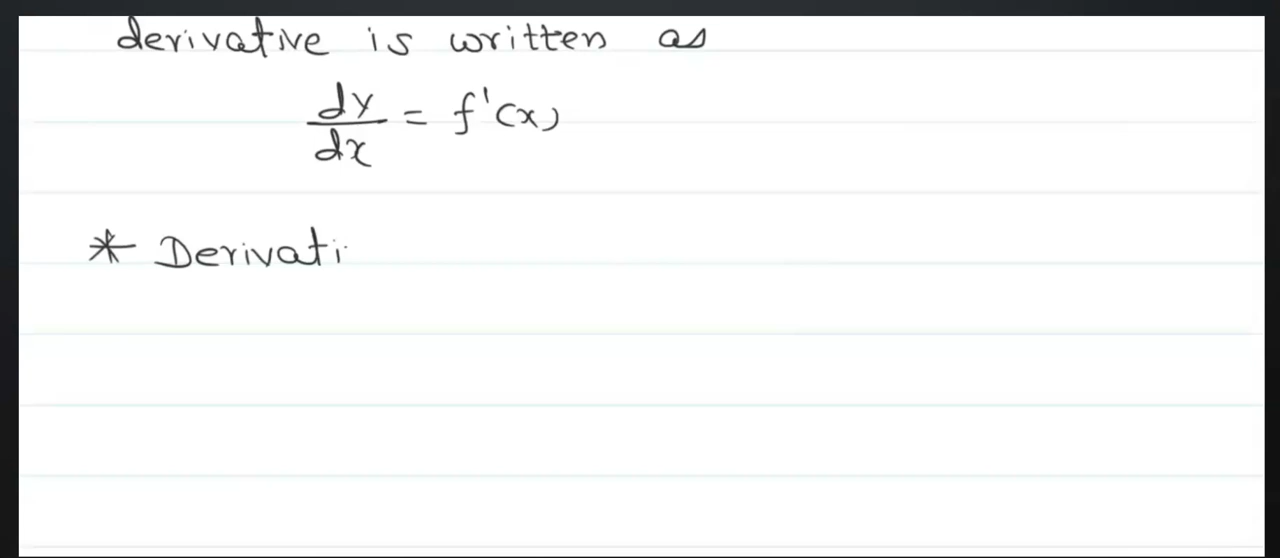 derivative is written as
dy/dx = f'(x)
* Derivati